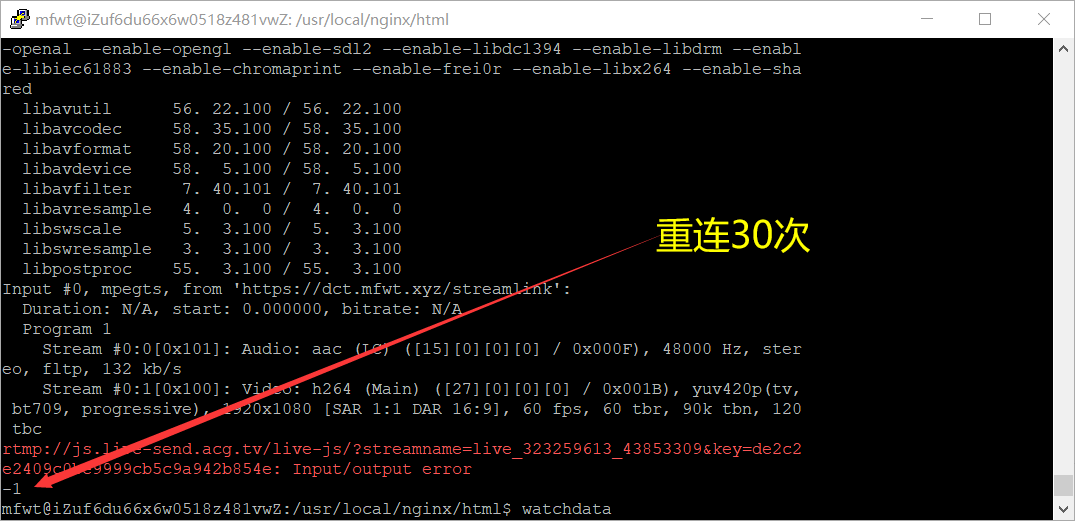 mfwt@iZuf6du66x6w0518z481vwZ: /usr/local/nginx/html
-openal --enable-opengl --enable-sdl2 --enable-libdc1394 --enable-libdrm --enabl
e-libiec61883 --enable-chromaprint --enable-frei0r --enable-libx264 --enable-sha
red
libavutil 56. 22.100 / 56. 22.100
libavcodec 58. 35.100 / 58. 35.100
libavformat 58. 20.100 / 58. 20.100
libavdevice 58. 5.100 / 58. 5.100
libavfilter 7. 40.101 / 7. 40.101
libavresample 4. 0. 0 / 4. 0. 0
libswscale 5. 3.100 / 5. 3.100
重连30次
libswresample 3. 3.100 / 3. 3.100
libpostproc 55. 3.100 / 55. 3.100
Input #0, mpegts, from 'https://dct.mfwt.xyz/streamlink':
Duration: N/A, start: 0.000000, bitrate: N/A
Program 1
Stream #0:0[0x101]: Audio: aac (LC) ([15][0][0][0] / 0x000F), 48000 Hz, ster
eo, fltp, 132 kb/s
Stream #0:1[0x100]: Video: h264 (Main) ([27][0][0][0] / 0x001B), yuv420p(tv,
bt709, progressive), 1920x1080 [SAR 1:1 DAR 16:9], 60 fps, 60 tbr, 90k tbn, 120
tbc
rtmp://js.live-send.acg.tv/live-js/?streamname=live_323259613_43853309&key=de2c2
Input/output error
-1
mfwt@iZuf6du66x6w0518z481vwZ:/usr/local/nginx/html$ watchdata